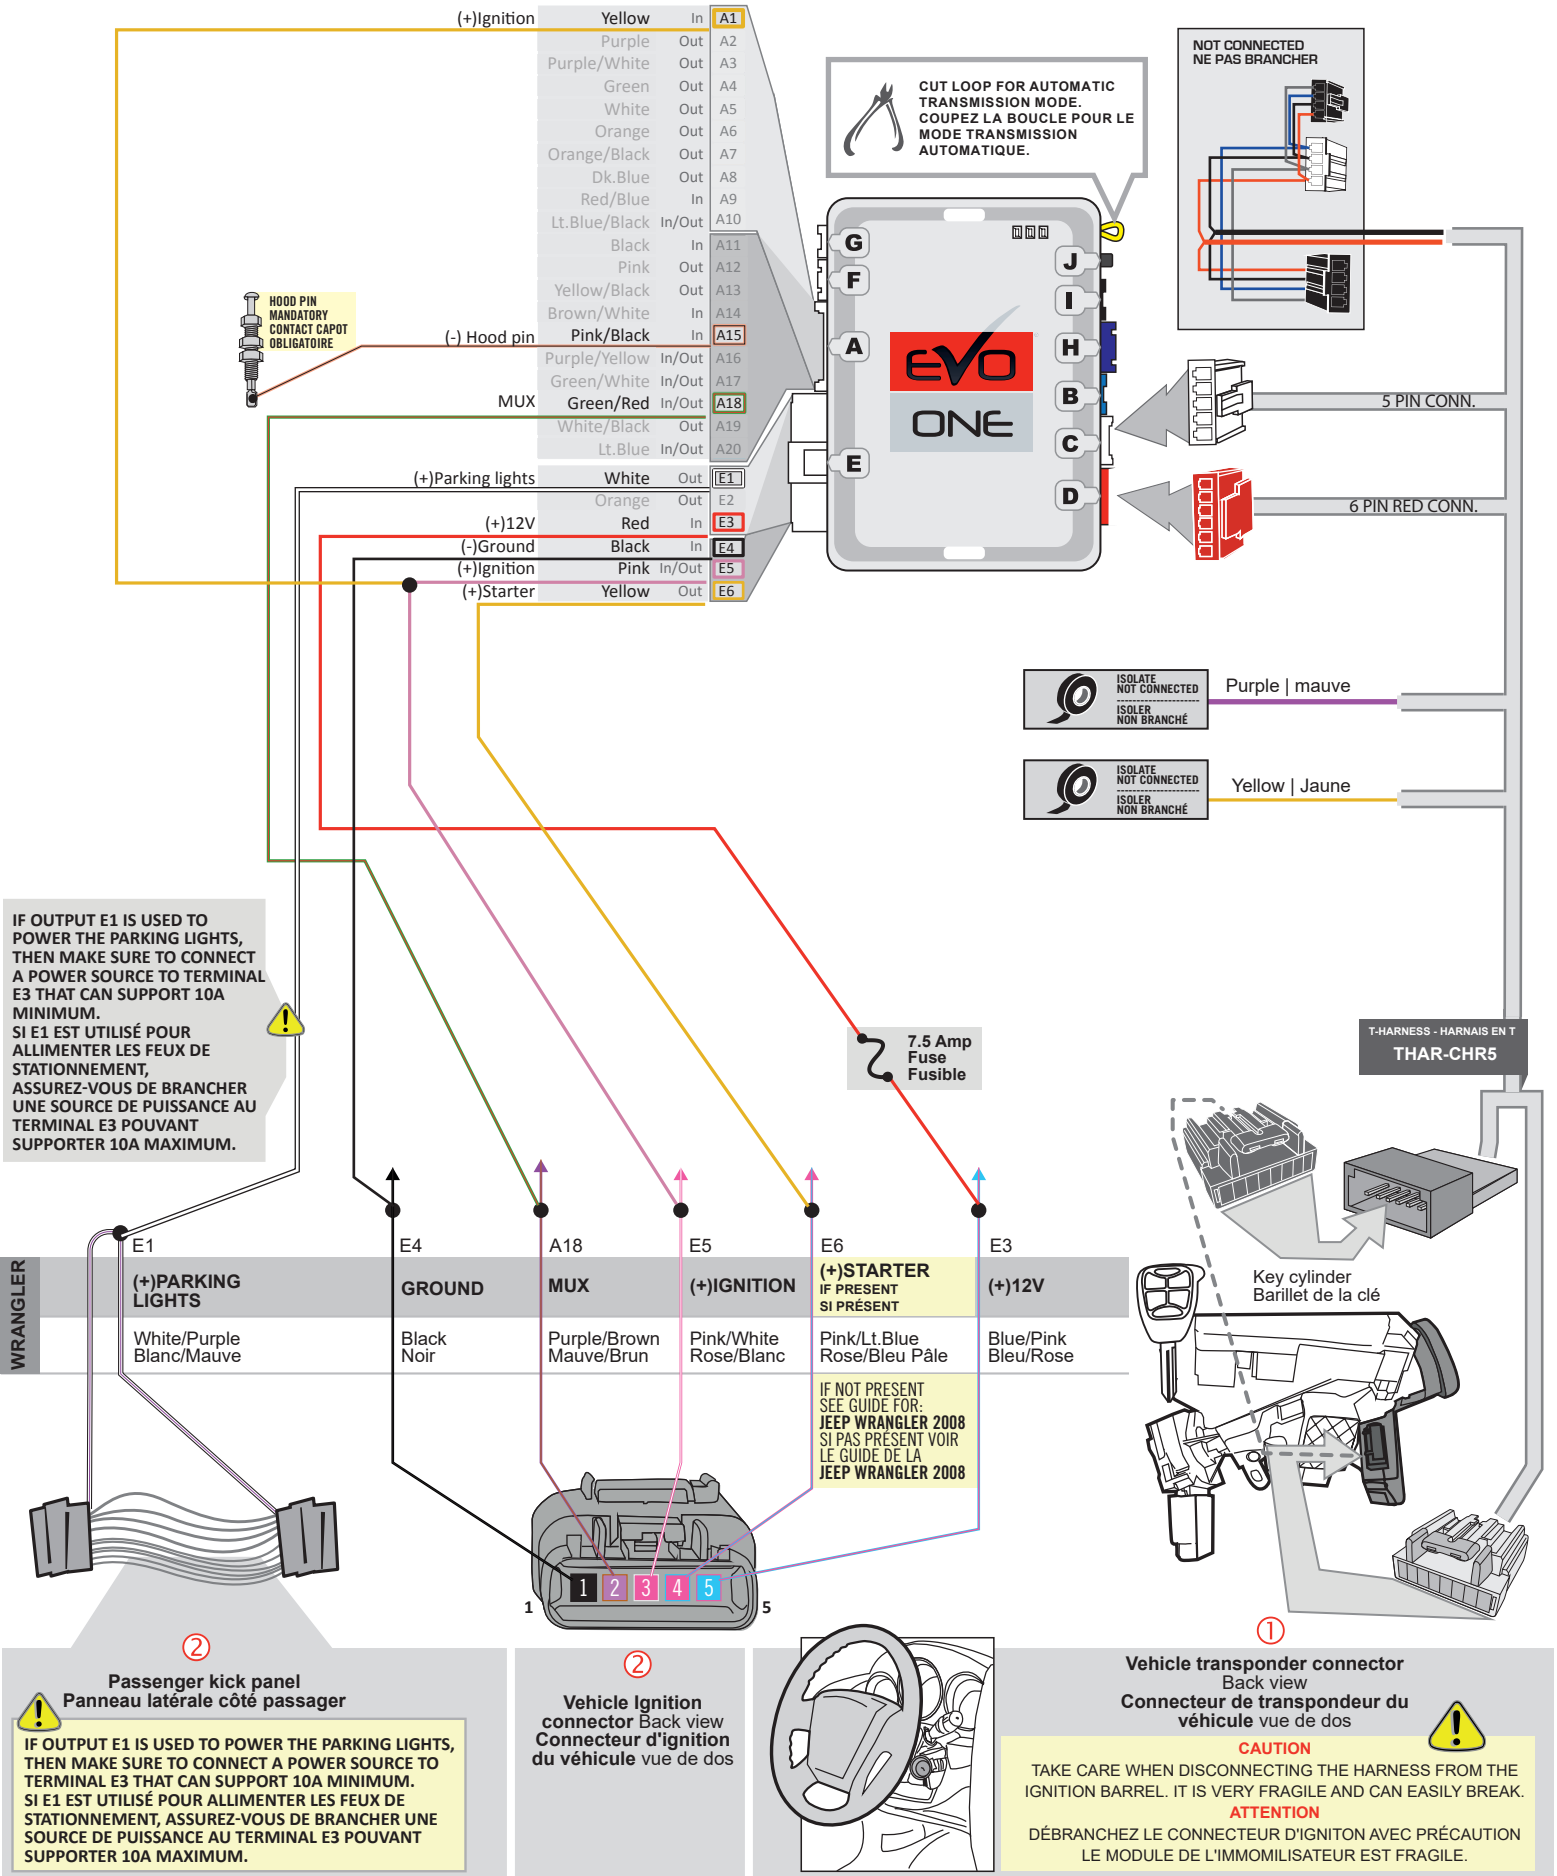 (+)Ignition Yellow In A1
Purple Out A2
Purple/White Out A3
Green Out A4
White Out A5
Orange Out A6
Orange/Black Out A7
Dk.Blue Out A8
Red/Blue In A9
Lt.Blue/Black In/Out A10
Black In A11
Pink Out A12
Yellow/Black Out A13
Brown/White In A14
(-) Hood pin Pink/Black In A15
Purple/Yellow In/Out A16
Green/White In/Out A17
MUX Green/Red In/Out A18
White/Black Out A19
Lt.Blue In/Out A20
(+)Parking lights White Out E1
Orange Out E2
(+)12V Red In E3
(-)Ground Black In E4
(+)Ignition Pink In/Out E5
(+)Starter Yellow Out E6
HOOD PIN
MANDATORY
CONTACT CAPOT
OBLIGATOIRE
CUT LOOP FOR AUTOMATIC
TRANSMISSION MODE.
COUPEZ LA BOUCLE POUR LE
MODE TRANSMISSION
AUTOMATIQUE.
NOT CONNECTED
NE PAS BRANCHER
G
F
A
E
J
I
H
B
C
D
EVO
ONE
5 PIN CONN.
6 PIN RED CONN.
ISOLATE
NOT CONNECTED
ISOLER
NON BRANCHÉ
Purple | mauve
ISOLATE
NOT CONNECTED
ISOLER
NON BRANCHÉ
Yellow | Jaune
IF OUTPUT E1 IS USED TO
POWER THE PARKING LIGHTS,
THEN MAKE SURE TO CONNECT
A POWER SOURCE TO TERMINAL
E3 THAT CAN SUPPORT 10A
MINIMUM.
SI E1 EST UTILISÉ POUR
ALLIMENTER LES FEUX DE
STATIONNEMENT,
ASSUREZ-VOUS DE BRANCHER
UNE SOURCE DE PUISSANCE AU
TERMINAL E3 POUVANT
SUPPORTER 10A MAXIMUM.
7.5 Amp
Fuse
Fusible
T-HARNESS - HARNAIS EN T
THAR-CHR5
Key cylinder
Barillet de la clé
WRANGLER
E1
(+)PARKING
LIGHTS
White/Purple
Blanc/Mauve
E4
GROUND
Black
Noir
A18
MUX
Purple/Brown
Mauve/Brun
E5
(+)IGNITION
Pink/White
Rose/Blanc
E6
(+)STARTER
IF PRESENT
SI PRÉSENT
Pink/Lt.Blue
Rose/Bleu Pâle
IF NOT PRESENT
SEE GUIDE FOR:
JEEP WRANGLER 2008
SI PAS PRÉSENT VOIR
LE GUIDE DE LA
JEEP WRANGLER 2008
E3
(+)12V
Blue/Pink
Bleu/Rose
1 2 3 4 5
1 5
2
Passenger kick panel
Panneau latérale côté passager
IF OUTPUT E1 IS USED TO POWER THE PARKING LIGHTS,
THEN MAKE SURE TO CONNECT A POWER SOURCE TO
TERMINAL E3 THAT CAN SUPPORT 10A MINIMUM.
SI E1 EST UTILISÉ POUR ALLIMENTER LES FEUX DE
STATIONNEMENT, ASSUREZ-VOUS DE BRANCHER UNE
SOURCE DE PUISSANCE AU TERMINAL E3 POUVANT
SUPPORTER 10A MAXIMUM.
2
Vehicle Ignition
connector Back view
Connecteur d'ignition
du véhicule vue de dos
1
Vehicle transponder connector
Back view
Connecteur de transpondeur du
véhicule vue de dos
CAUTION
TAKE CARE WHEN DISCONNECTING THE HARNESS FROM THE
IGNITION BARREL. IT IS VERY FRAGILE AND CAN EASILY BREAK.
ATTENTION
DÉBRANCHEZ LE CONNECTEUR D'IGNITON AVEC PRÉCAUTION
LE MODULE DE L'IMMOMILISATEUR EST FRAGILE.